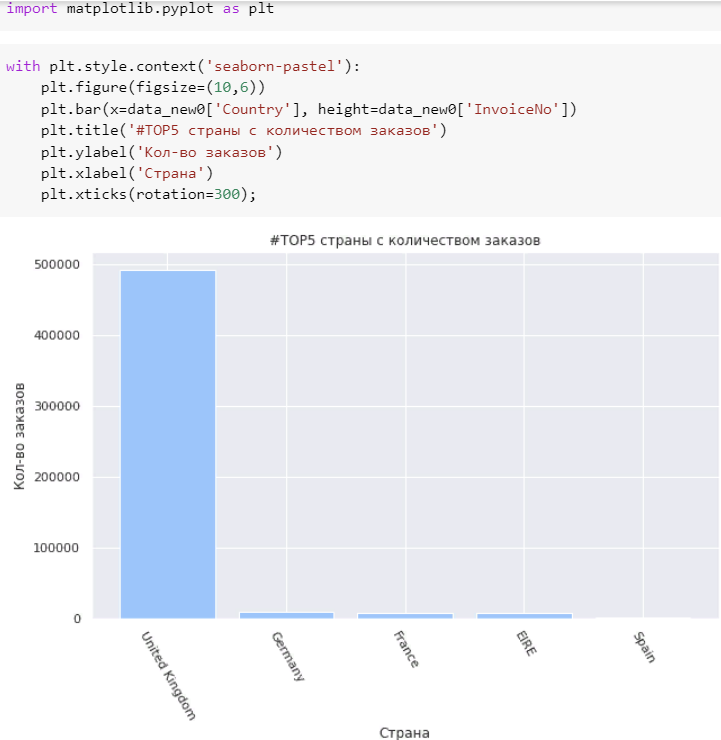 import matplotlib.pyplot as plt
with plt.style.context('seaborn-pastel'):
    plt.figure(figsize=(10,6))
    plt.bar(x=data_new0['Country'], height=data_new0['InvoiceNo'])
    plt.title('#TOP5 страны с количеством заказов')
    plt.ylabel('Кол-во заказов')
    plt.xlabel('Страна')
    plt.xticks(rotation=300);
#TOP5 страны с количеством заказов
500000
400000
300000
200000
100000
0
Кол-во заказов
United Kingdom
Germany
France
EIRE
Spain
Страна